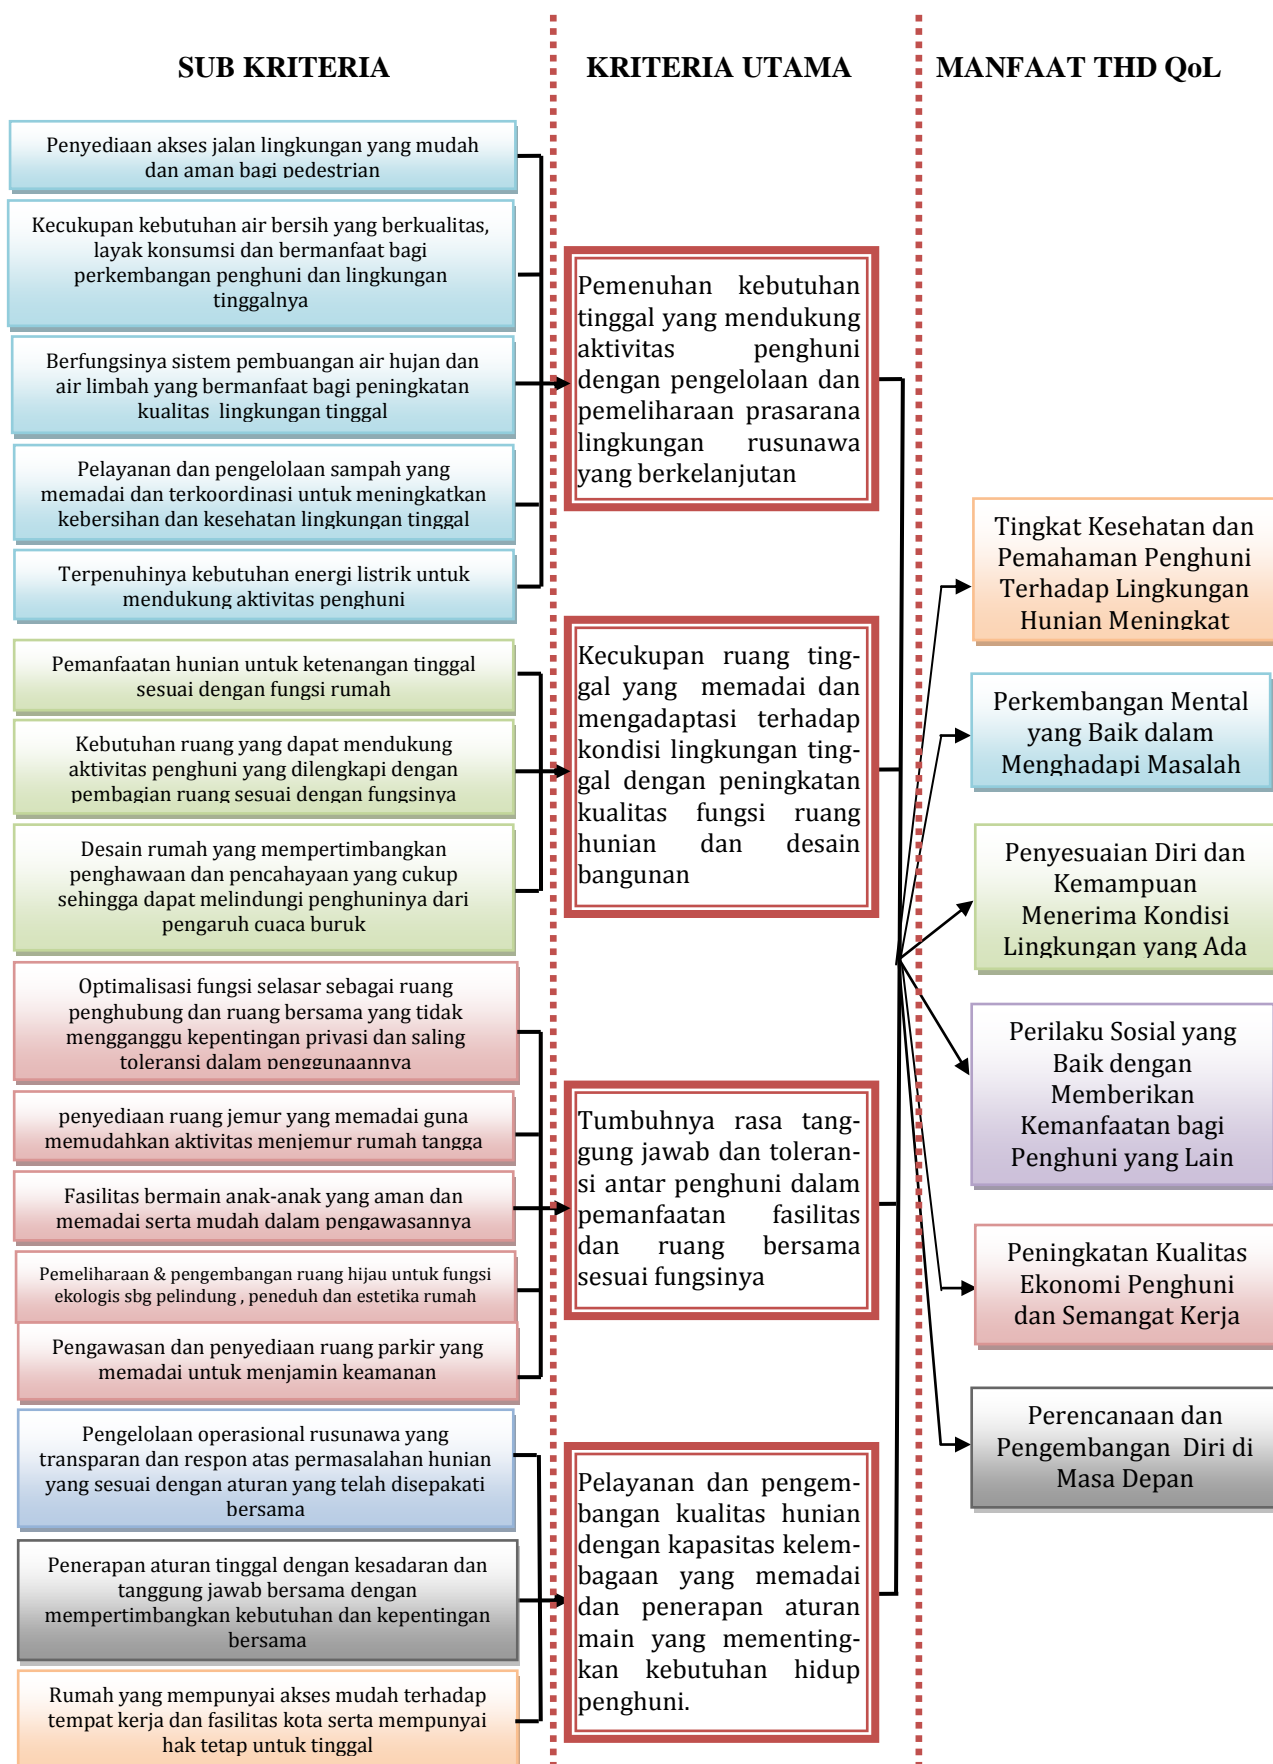 SUB KRITERIA
KRITERIA UTAMA
MANFAAT THD QoL
Penyediaan akses jalan lingkungan yang mudah
dan aman bagi pedestrian
Kecukupan kebutuhan air bersih yang berkualitas,
layak konsumsi dan bermanfaat bagi
perkembangan penghuni dan lingkungan
tinggalnya
Berfungsinya sistem pembuangan air hujan dan
air limbah yang bermanfaat bagi peningkatan
kualitas lingkungan tinggal
Pelayanan dan pengelolaan sampah yang
memadai dan terkoordinasi untuk meningkatkan
kebersihan dan kesehatan lingkungan tinggal
Terpenuhinya kebutuhan energi listrik untuk
mendukung aktivitas penghuni
Pemanfaatan hunian untuk ketenangan tinggal
sesuai dengan fungsi rumah
Kebutuhan ruang yang dapat mendukung
aktivitas penghuni yang dilengkapi dengan
pembagian ruang sesuai dengan fungsinya
Desain rumah yang mempertimbangkan
penghawaan dan pencahayaan yang cukup
sehingga dapat melindungi penghuninya dari
pengaruh cuaca buruk
Optimalisasi fungsi selasar sebagai ruang
penghubung dan ruang bersama yang tidak
mengganggu kepentingan privasi dan saling
toleransi dalam penggunaannya
penyediaan ruang jemur yang memadai guna
memudahkan aktivitas menjemur rumah tangga
Fasilitas bermain anak-anak yang aman dan
memadai serta mudah dalam pengawasannya
Pemeliharaan & pengembangan ruang hijau untuk fungsi
ekologis sbg pelindung , peneduh dan estetika rumah
Pengawasan dan penyediaan ruang parkir yang
memadai untuk menjamin keamanan
Pengelolaan operasional rusunawa yang
transparan dan respon atas permasalahan hunian
yang sesuai dengan aturan yang telah disepakati
bersama
Penerapan aturan tinggal dengan kesadaran dan
tanggung jawab bersama dengan
mempertimbangkan kebutuhan dan kepentingan
bersama
Rumah yang mempunyai akses mudah terhadap
tempat kerja dan fasilitas kota serta mempunyai
hak tetap untuk tinggal
Pemenuhan kebutuhan
tinggal yang mendukung
aktivitas penghuni
dengan pengelolaan dan
pemeliharaan prasarana
lingkungan rusunawa
yang berkelanjutan
Kecukupan ruang ting-
gal yang memadai dan
mengadaptasi terhadap
kondisi lingkungan ting-
gal dengan peningkatan
kualitas fungsi ruang
hunian dan desain
bangunan
Tumbuhnya rasa tang-
gung jawab dan toleran-
si antar penghuni dalam
pemanfaatan fasilitas
dan ruang bersama
sesuai fungsinya
Pelayanan dan pengem-
bangan kualitas hunian
dengan kapasitas kelem-
bagaan yang memadai
dan penerapan aturan
main yang mementing-
kan kebutuhan hidup
penghuni.
Tingkat Kesehatan dan
Pemahaman Penghuni
Terhadap Lingkungan
Hunian Meningkat
Perkembangan Mental
yang Baik dalam
Menghadapi Masalah
Penyesuaian Diri dan
Kemampuan
Menerima Kondisi
Lingkungan yang Ada
Perilaku Sosial yang
Baik dengan
Memberikan
Kemanfaatan bagi
Penghuni yang Lain
Peningkatan Kualitas
Ekonomi Penghuni
dan Semangat Kerja
Perencanaan dan
Pengembangan Diri di
Masa Depan